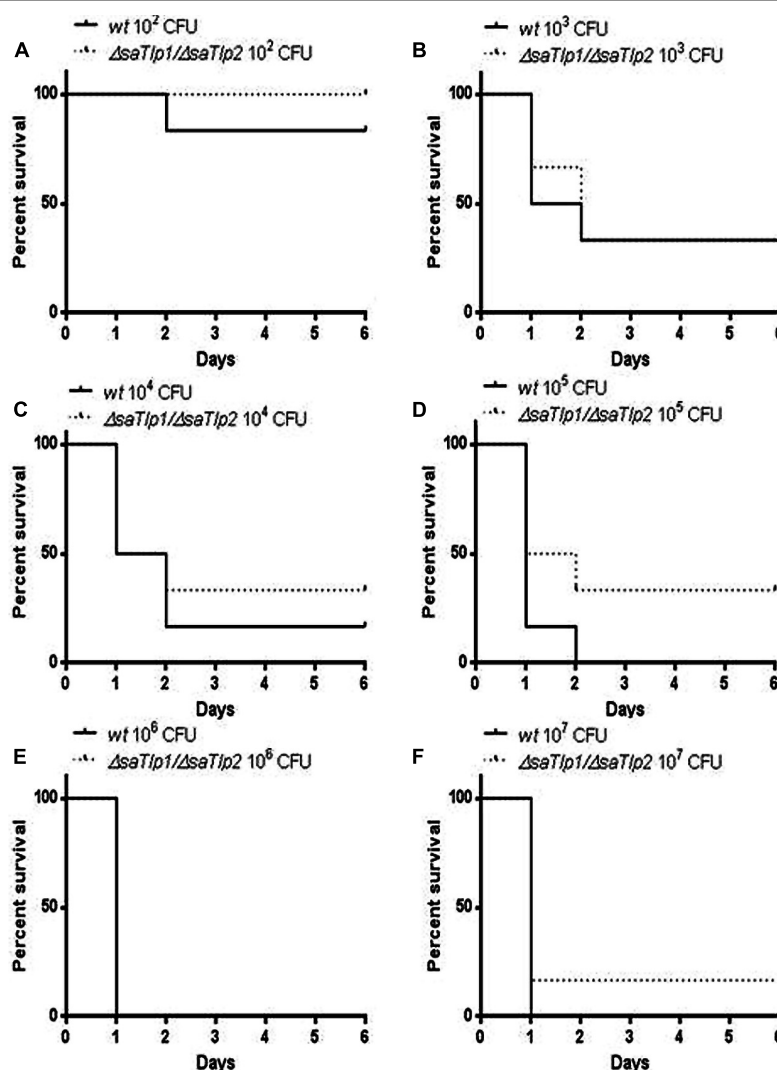 A
wt 10² CFU
ΔsaTlp1/ΔsaTlp2 10² CFU
Percent survival
100
50
0
0 1 2 3 4 5 6
Days
B
wt 10³ CFU
ΔsaTlp1/ΔsaTlp2 10³ CFU
Percent survival
100
50
0
0 1 2 3 4 5 6
Days
C
wt 10⁴ CFU
ΔsaTlp1/ΔsaTlp2 10⁴ CFU
Percent survival
100
50
0
0 1 2 3 4 5 6
Days
D
wt 10⁵ CFU
ΔsaTlp1/ΔsaTlp2 10⁵ CFU
Percent survival
100
50
0
0 1 2 3 4 5 6
Days
E
wt 10⁶ CFU
ΔsaTlp1/ΔsaTlp2 10⁶ CFU
Percent survival
100
50
0
0 1 2 3 4 5 6
Days
F
wt 10⁷ CFU
ΔsaTlp1/ΔsaTlp2 10⁷ CFU
Percent survival
100
50
0
0 1 2 3 4 5 6
Days